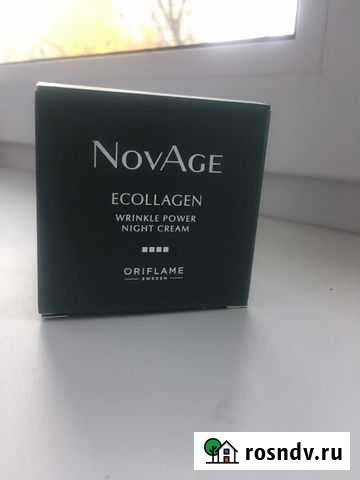 NOVAGE
ECOLLAGEN
WRINKLE POWER
NIGHT CREAM
ORIFLAME
SWEDEN
rosndv.ru